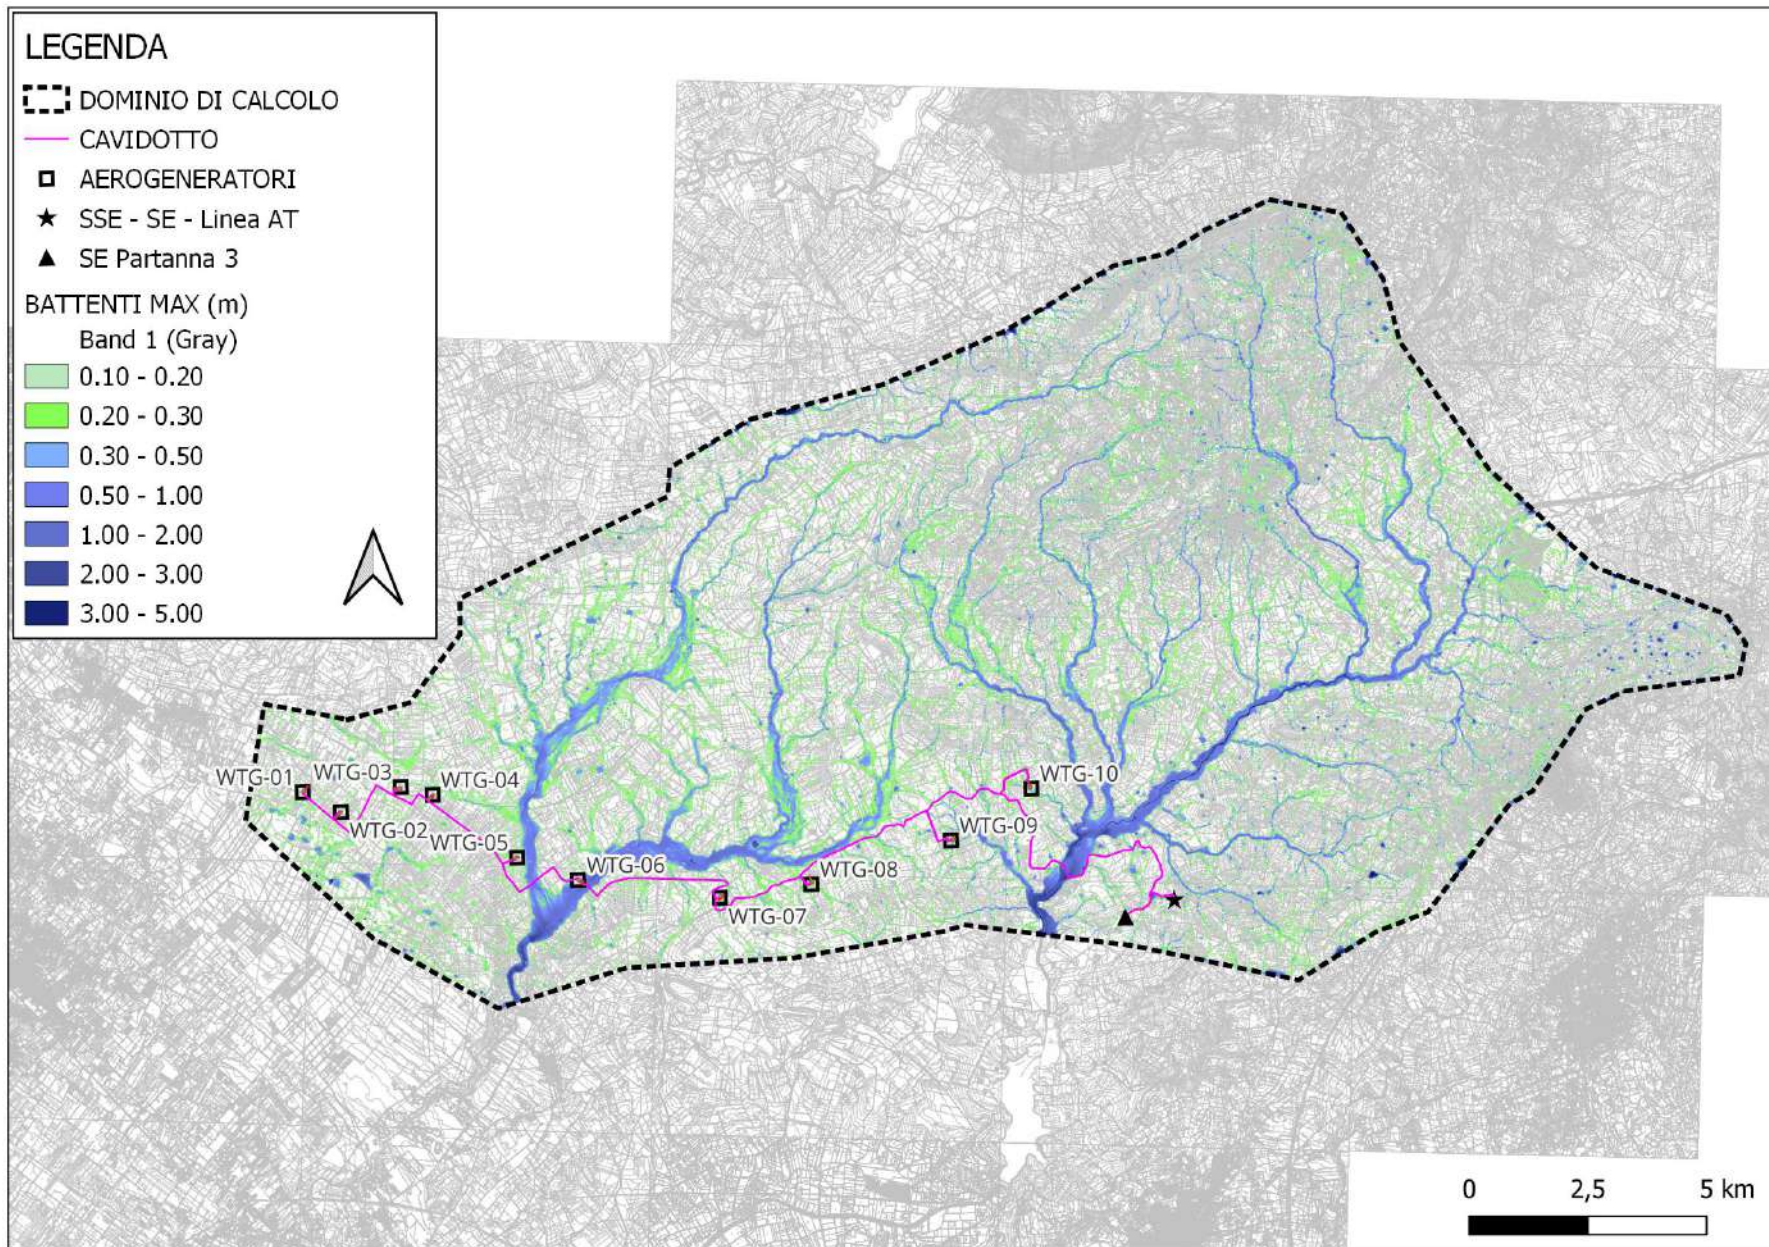 LEGENDA
DOMINIO DI CALCOLO
CAVIDOTTO
AEROGENERATORI
SSE - SE - Linea AT
SE Partanna 3
BATTENTI MAX (m)
Band 1 (Gray)
0.10 - 0.20
0.20 - 0.30
0.30 - 0.50
0.50 - 1.00
1.00 - 2.00
2.00 - 3.00
3.00 - 5.00
WTG-01
WTG-03
WTG-04
WTG-02
WTG-05
WTG-06
WTG-07
WTG-08
WTG-09
WTG-10
0 2,5 5 km